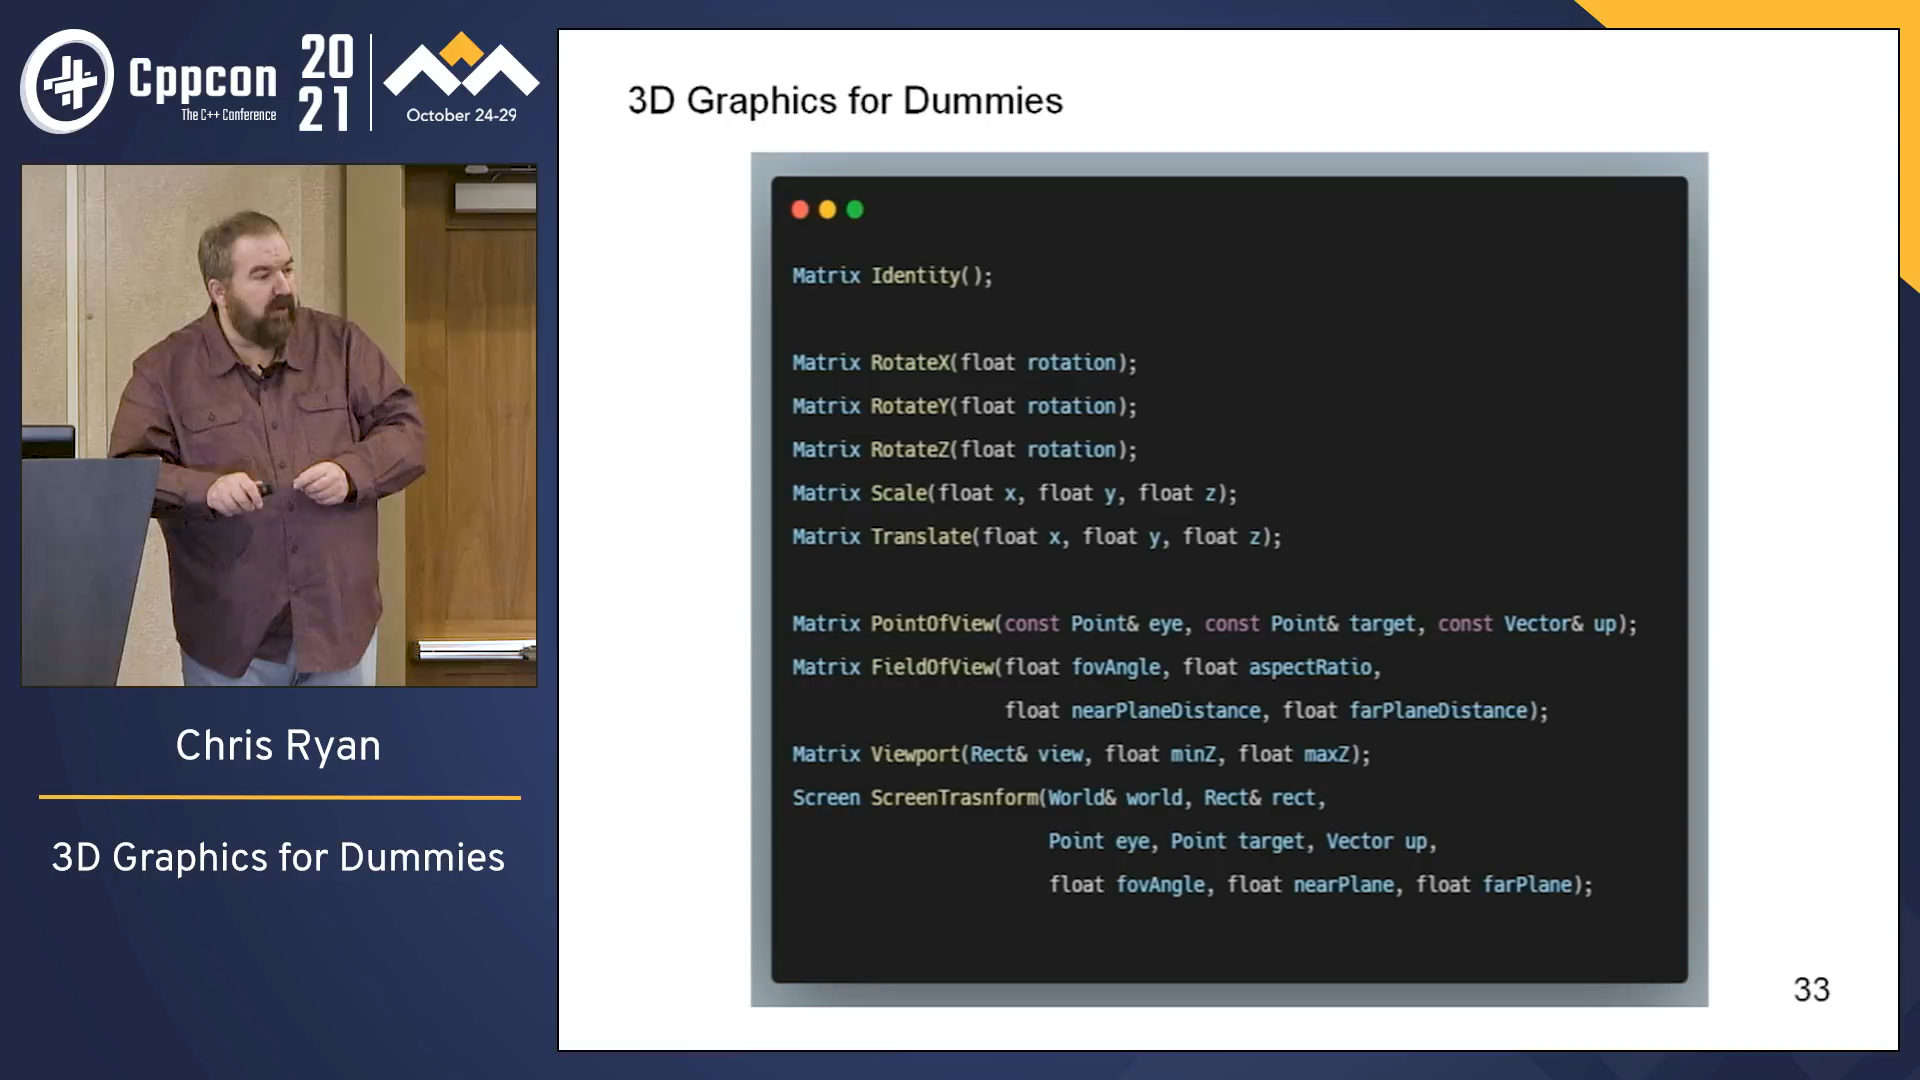 Cppcon
The C++ Conference
20
21
October 24-29
Chris Ryan
3D Graphics for Dummies
3D Graphics for Dummies
Matrix Identity();
Matrix RotateX(float rotation);
Matrix RotateY(float rotation);
Matrix RotateZ(float rotation);
Matrix Scale(float x, float y, float z);
Matrix Translate(float x, float y, float z);
Matrix PointOfView(const Point& eye, const Point& target, const Vector& up);
Matrix FieldOfView(float fovAngle, float aspectRatio,
float nearPlaneDistance, float farPlaneDistance);
Matrix Viewport(Rect& view, float minZ, float maxZ);
Screen ScreenTrasnform(World& world, Rect& rect,
Point eye, Point target, Vector up,
float fovAngle, float nearPlane, float farPlane);
33